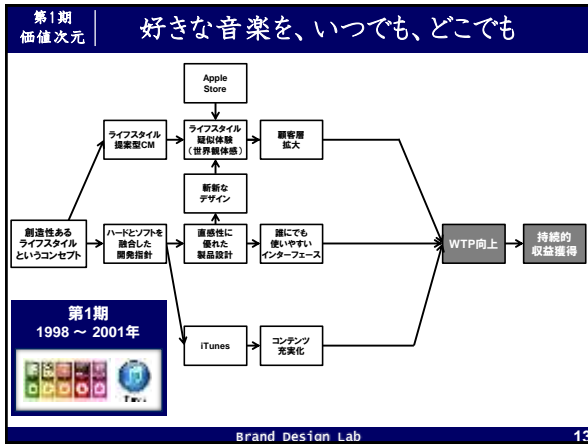 第1期
価値次元
好きな音楽を、いつでも、どこでも
Apple
Store
ライフスタイル
提案型CM
ライフスタイル
疑似体験
（世界観体感）
顧客層
拡大
斬新な
デザイン
創造性ある
ライフスタイル
というコンセプト
ハードとソフトを
融合した
開発指針
直感性に
優れた
製品設計
誰にでも
使いやすい
インターフェース
WTP向上
持続的
収益獲得
第1期
1998 ～ 2001年
iTunes
コンテンツ
充実化
Brand Design Lab
13